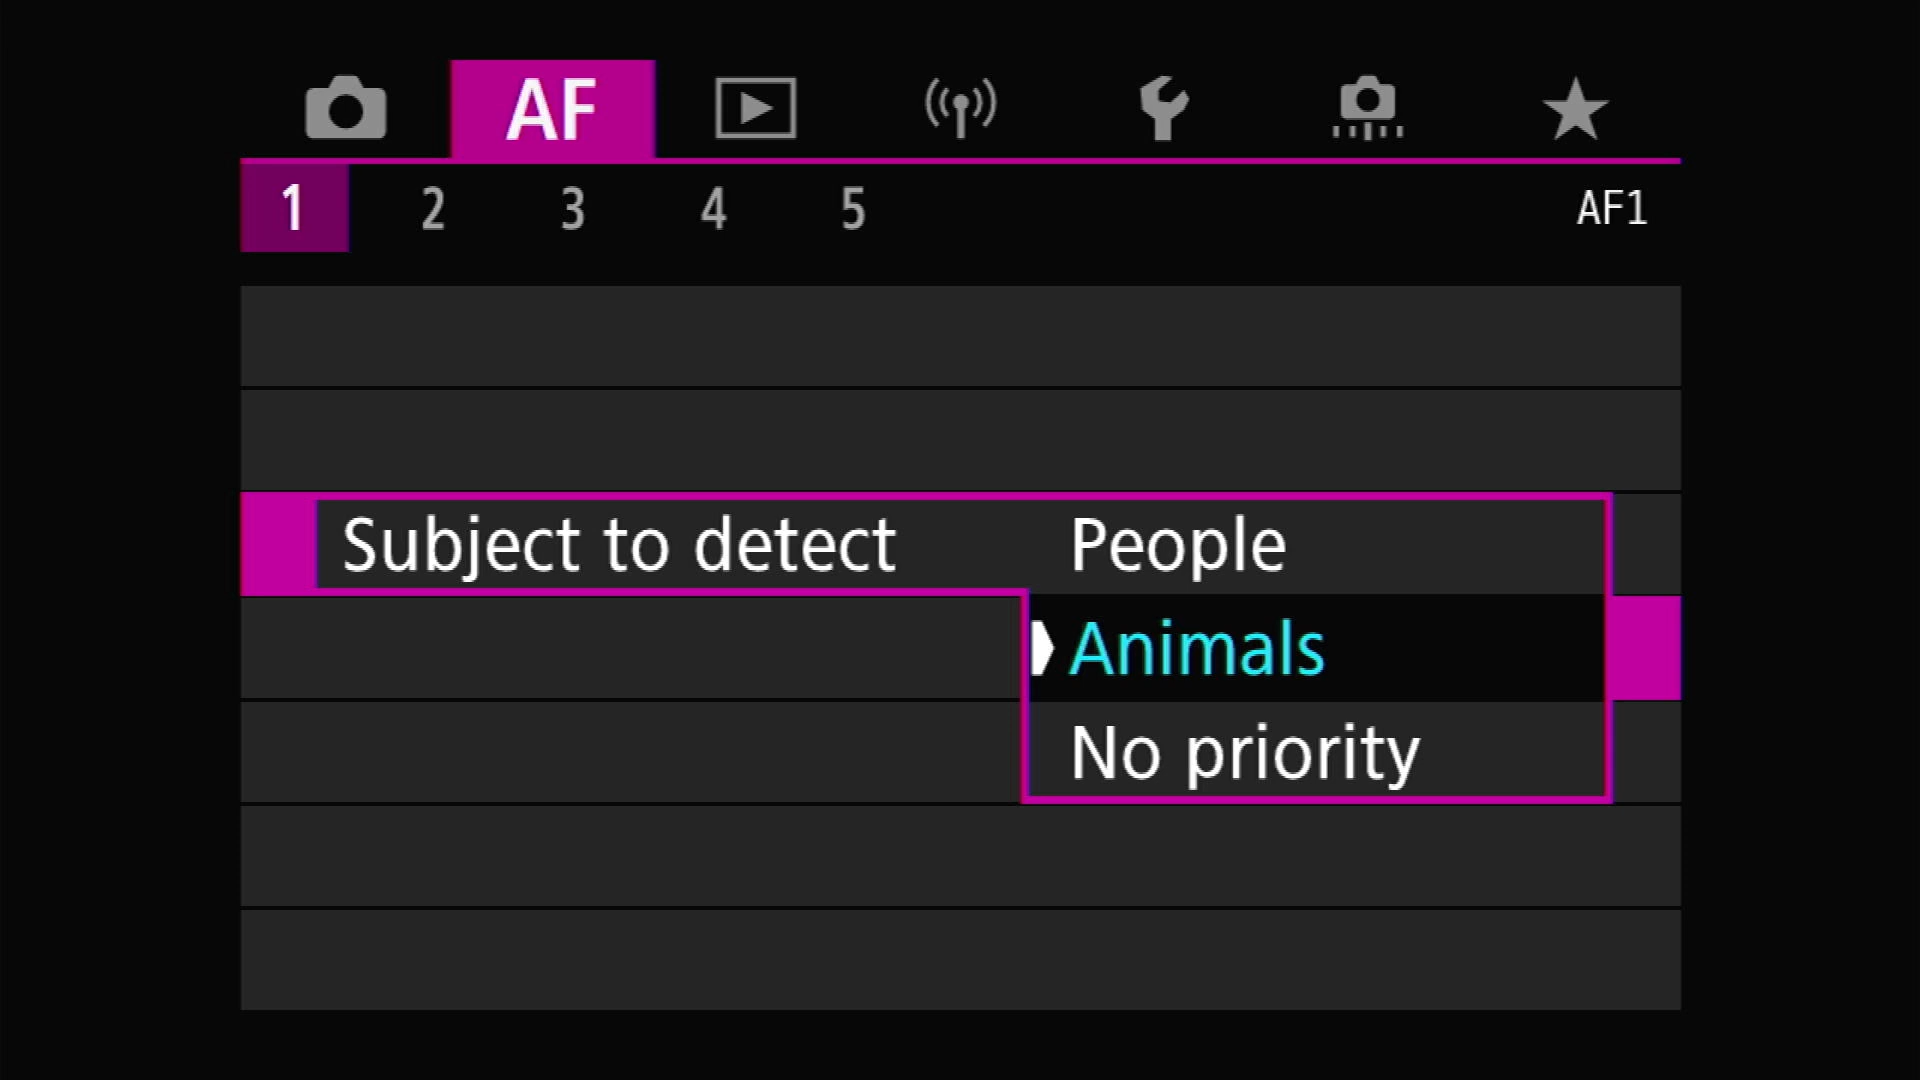 AF
1 2 3 4 5 AF1
Subject to detect People
Animals
No priority